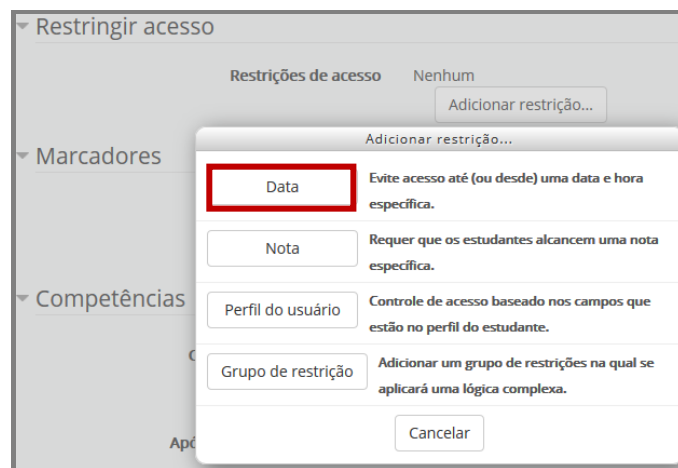 Restringir acesso
Restrições de acesso Nenhum
Adicionar restrição...
Adicionar restrição...
Marcadores
Data
Evite acesso até (ou desde) uma data e hora
específica.
Nota
Requer que os estudantes alcancem uma nota
específica.
Competências
Perfil do usuário
Controle de acesso baseado nos campos que
estão no perfil do estudante.
Grupo de restrição
Adicionar um grupo de restrições na qual se
aplicará uma lógica complexa.
Cancelar